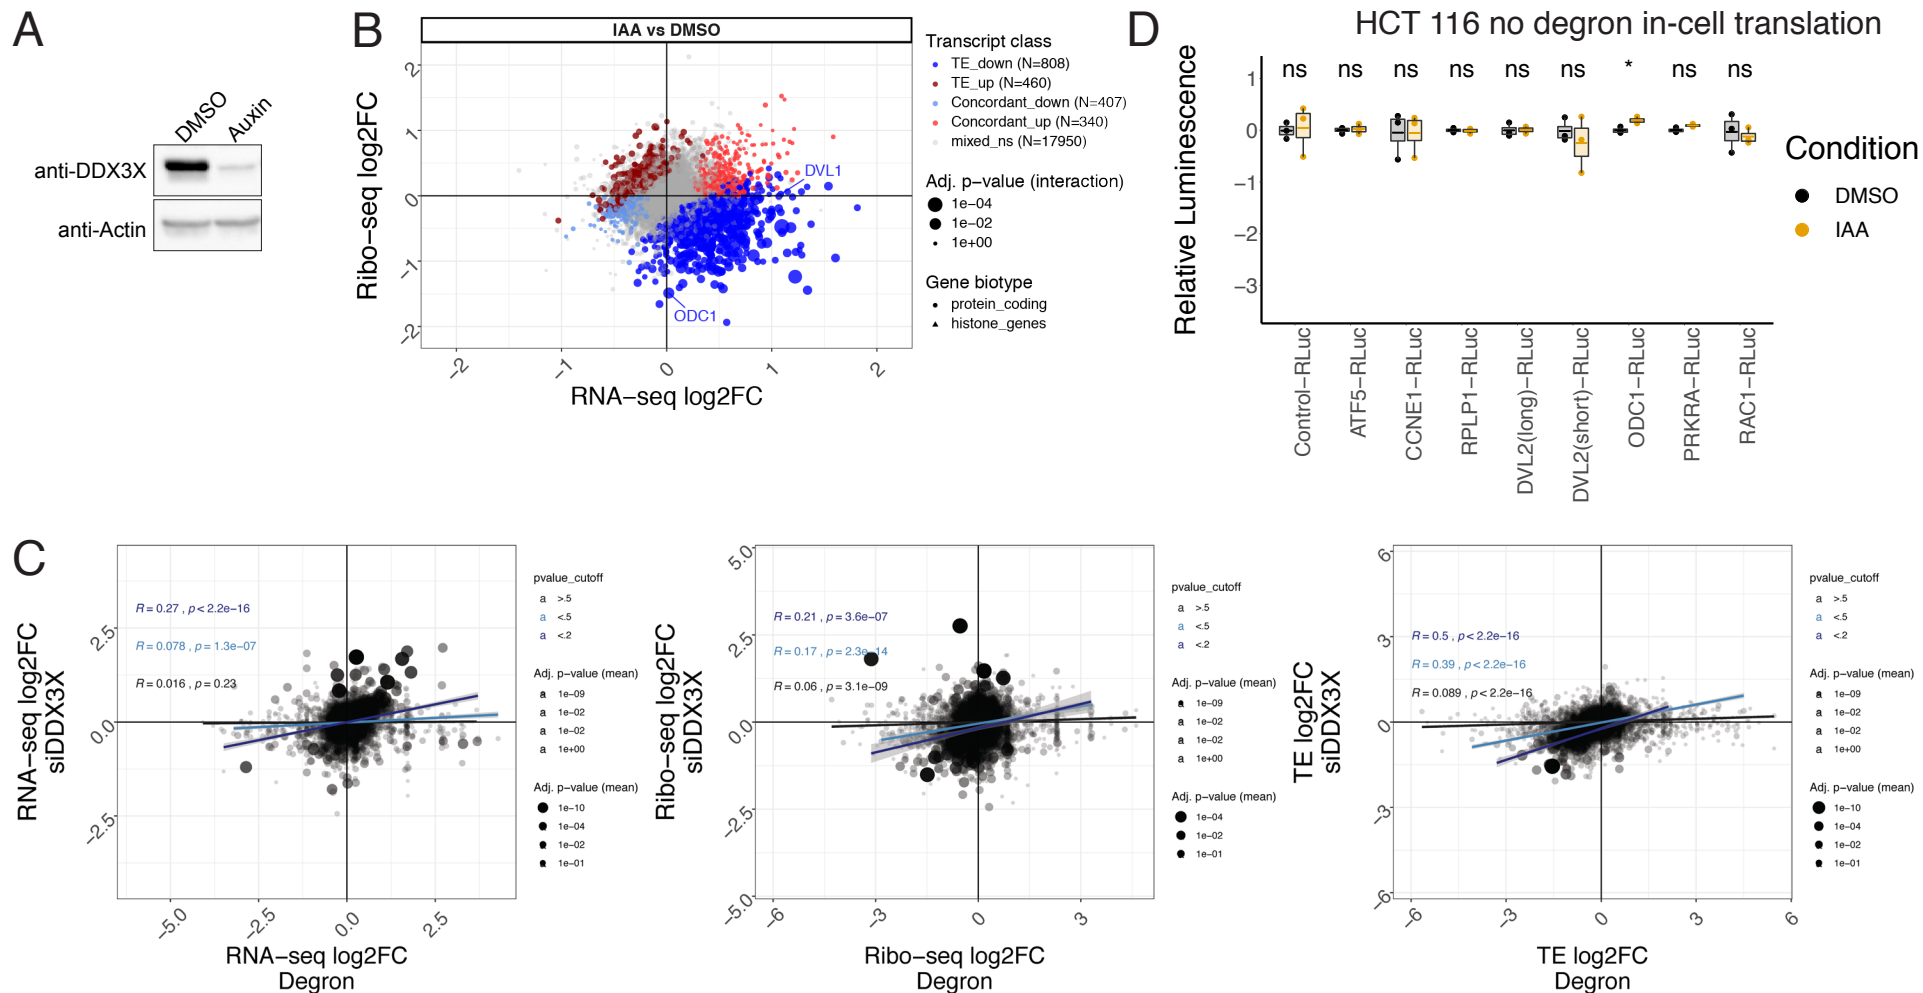 A
DMSO
Auxin
anti-DDX3X
anti-Actin
B
IAA vs DMSO
Ribo−seq log2FC
2
1
0
−1
−2
DVL1
ODC1
−2
−1
0
1
2
RNA−seq log2FC
Transcript class
TE_down (N=808)
TE_up (N=460)
Concordant_down (N=407)
Concordant_up (N=340)
mixed_ns (N=17950)
Adj. p−value (interaction)
1e−04
1e−02
1e+00
Gene biotype
protein_coding
histone_genes
D
HCT 116 no degron in-cell translation
Relative Luminescence
1
0
−1
−2
−3
ns
ns
ns
ns
ns
ns
*
ns
ns
Control−RLuc
ATF5−RLuc
CCNE1−RLuc
RPLP1−RLuc
DVL2(long)−RLuc
DVL2(short)−RLuc
ODC1−RLuc
PRKRA−RLuc
RAC1−RLuc
Condition
DMSO
IAA
C
RNA−seq log2FC
siDDX3X
2.5
0.0
−2.5
R = 0.27 , p < 2.2e−16
R = 0.078 , p = 1.3e−07
R = 0.016 , p = 0.23
−5.0
−2.5
0.0
2.5
RNA−seq log2FC
Degron
pvalue_cutoff
a >.5
a <.5
a <.2
Adj. p−value (mean)
a 1e−09
a 1e−02
a 1e−02
a 1e+00
Adj. p−value (mean)
1e−10
1e−04
1e−02
1e−01
Ribo−seq log2FC
siDDX3X
5.0
2.5
0.0
−2.5
−5.0
R = 0.21 , p = 3.6e−07
R = 0.17 , p = 2.3e−14
R = 0.06 , p = 3.1e−09
−6
−3
0
3
Ribo−seq log2FC
Degron
pvalue_cutoff
a >.5
a <.5
a <.2
Adj. p−value (mean)
a 1e−09
a 1e−02
a 1e−02
a 1e+00
Adj. p−value (mean)
1e−04
1e−02
1e−01
TE log2FC
siDDX3X
6
3
0
−3
−6
R = 0.5 , p < 2.2e−16
R = 0.39 , p < 2.2e−16
R = 0.089 , p < 2.2e−16
−6
−3
0
3
6
TE log2FC
Degron
pvalue_cutoff
a >.5
a <.5
a <.2
Adj. p−value (mean)
a 1e−09
a 1e−02
a 1e−02
a 1e+00
Adj. p−value (mean)
1e−10
1e−04
1e−02
1e−01